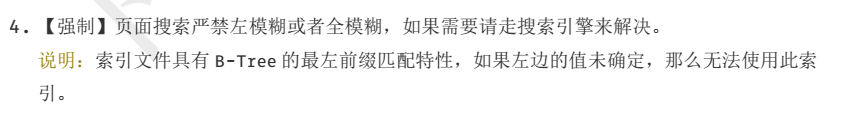 4. 【强制】页面搜索严禁左模糊或者全模糊，如果需要请走搜索引擎来解决。
说明：索引文件具有 B-Tree 的最左前缀匹配特性，如果左边的值未确定，那么无法使用此索
引。